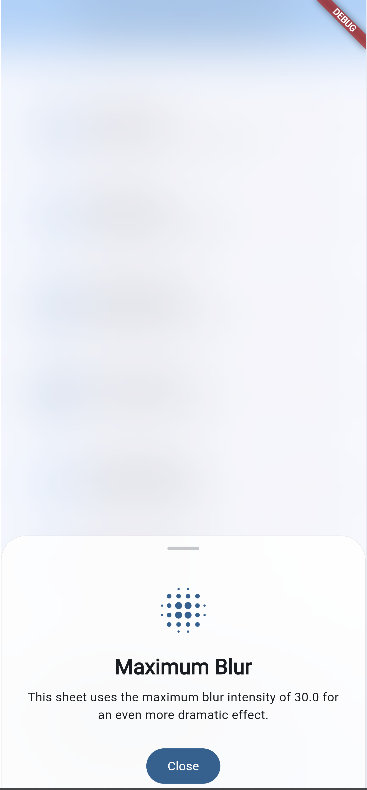 DEBUG
Maximum Blur
This sheet uses the maximum blur intensity of 30.0 for
an even more dramatic effect.
Close